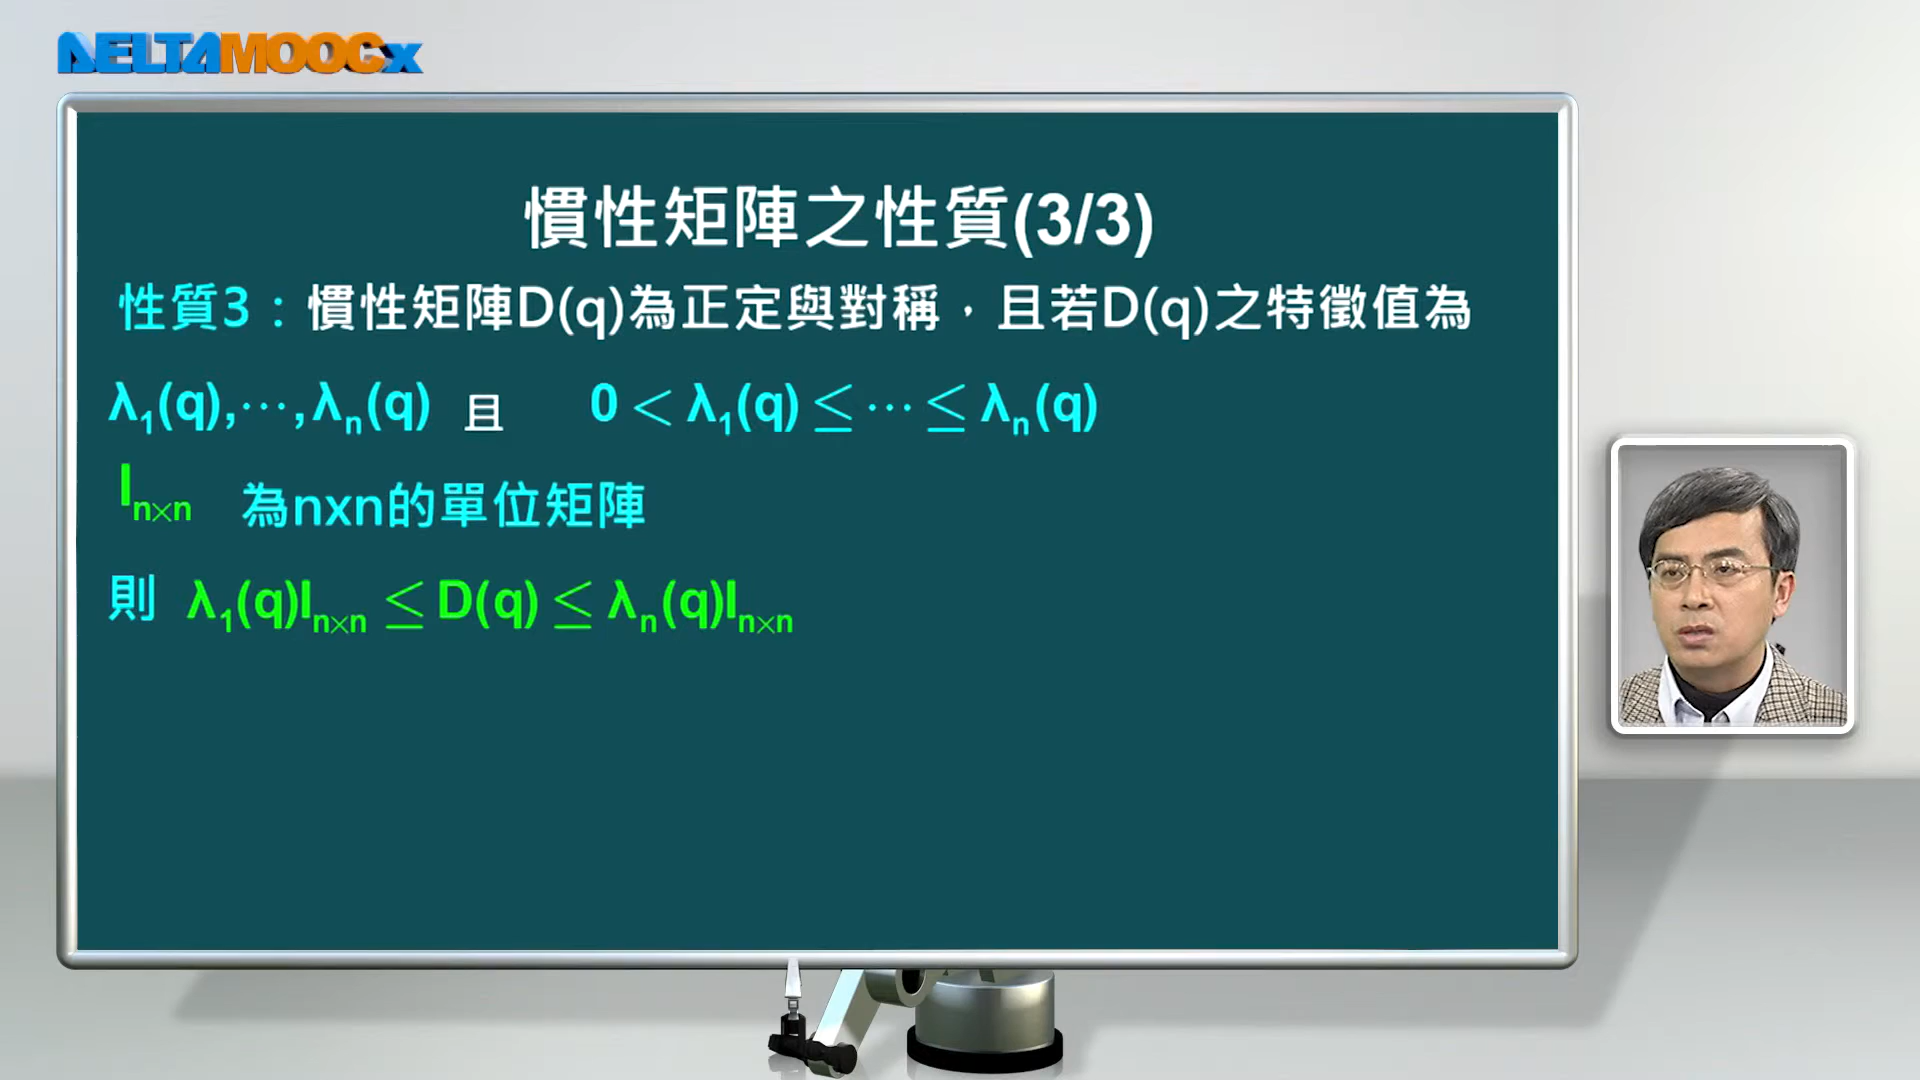 DELTAMOOCx
慣性矩陣之性質(3/3)
性質3：慣性矩陣D(q)為正定與對稱，且若D(q)之特徵值為
λ₁(q),⋯,λₙ(q) 且 0 < λ₁(q) ≤ ⋯ ≤ λₙ(q)
Iₙ×ₙ 為nxn的單位矩陣
則 λ₁(q)Iₙ×ₙ ≤ D(q) ≤ λₙ(q)Iₙ×ₙ